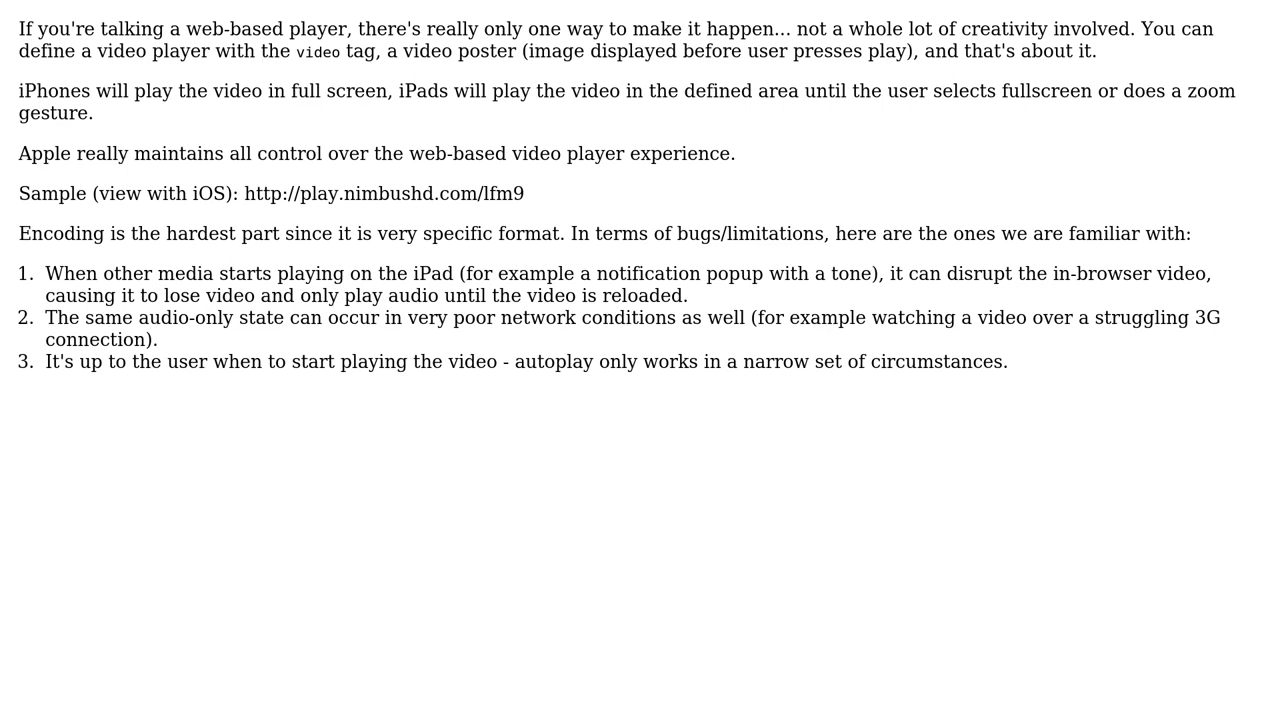 If you're talking a web-based player, there's really only one way to make it happen... not a whole lot of creativity involved. You can
define a video player with the video tag, a video poster (image displayed before user presses play), and that's about it.
iPhones will play the video in full screen, iPads will play the video in the defined area until the user selects fullscreen or does a zoom
gesture.
Apple really maintains all control over the web-based video player experience.
Sample (view with iOS): http://play.nimbushd.com/lfm9
Encoding is the hardest part since it is very specific format. In terms of bugs/limitations, here are the ones we are familiar with:
1. When other media starts playing on the iPad (for example a notification popup with a tone), it can disrupt the in-browser video,
causing it to lose video and only play audio until the video is reloaded.
2. The same audio-only state can occur in very poor network conditions as well (for example watching a video over a struggling 3G
connection).
3. It's up to the user when to start playing the video - autoplay only works in a narrow set of circumstances.